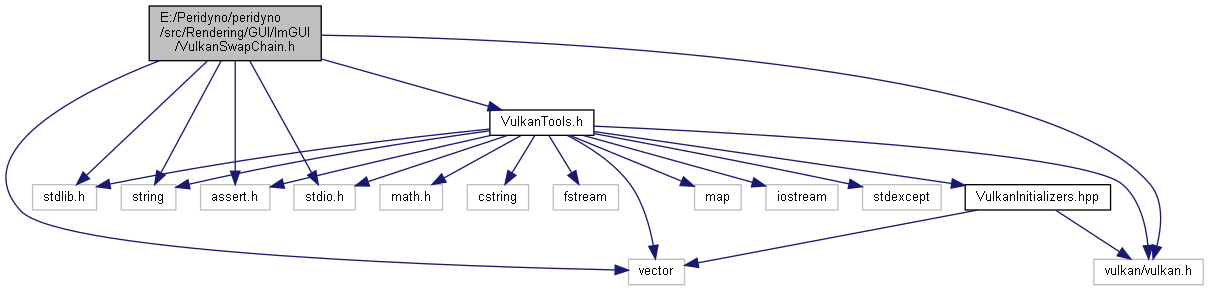 E:/Peridyno/peridyno
/src/Rendering/GUI/ImGUI
/VulkanSwapChain.h
VulkanTools.h
stdlib.h
string
assert.h
stdio.h
math.h
cstring
fstream
map
iostream
stdexcept
VulkanInitializers.hpp
vector
vulkan/vulkan.h